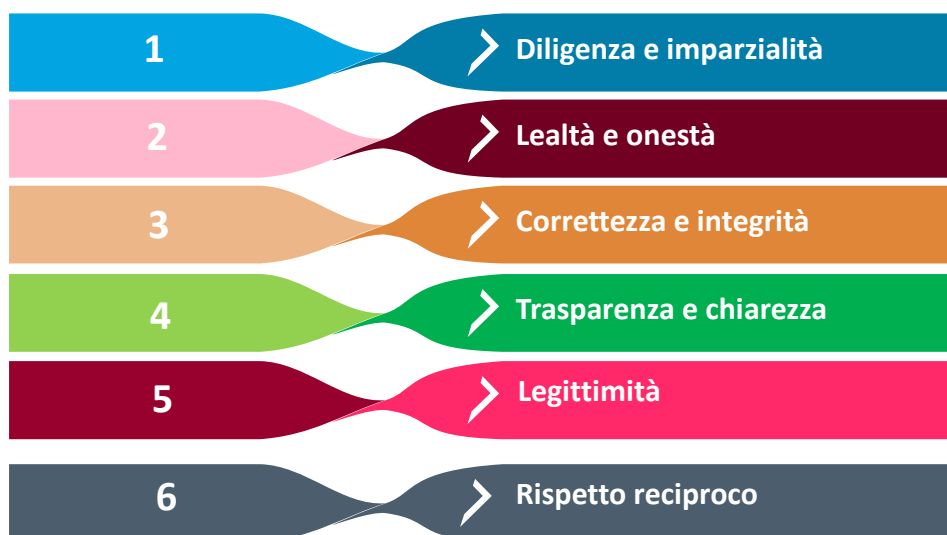 1 Diligenza e imparzialità
2 Lealtà e onestà
3 Correttezza e integrità
4 Trasparenza e chiarezza
5 Legittimità
6 Rispetto reciproco